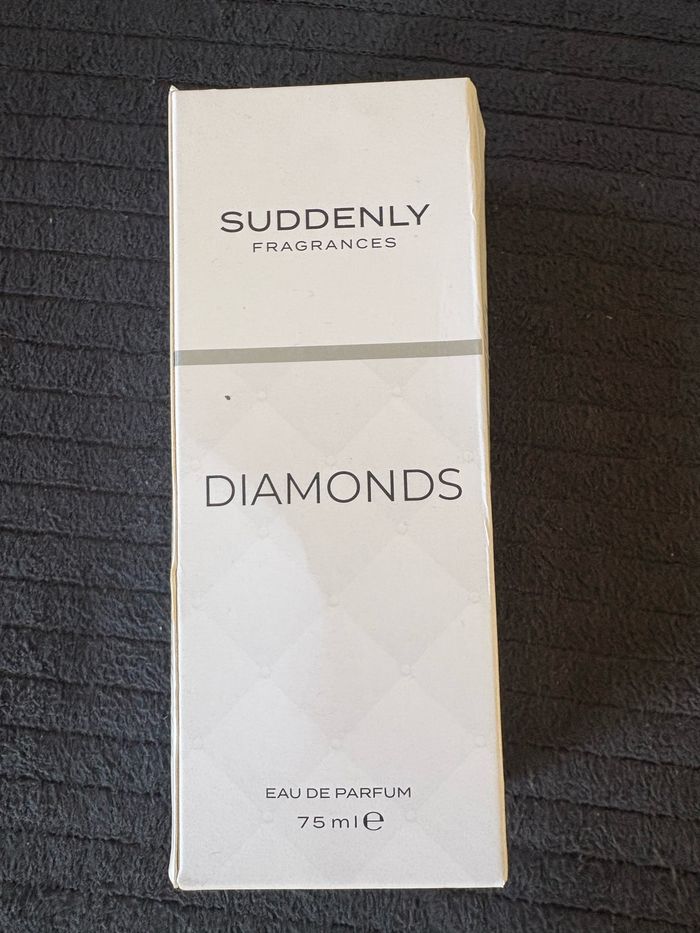 SUDDENLY
FRAGRANCES
DIAMONDS
EAU DE PARFUM
75 ml ℮